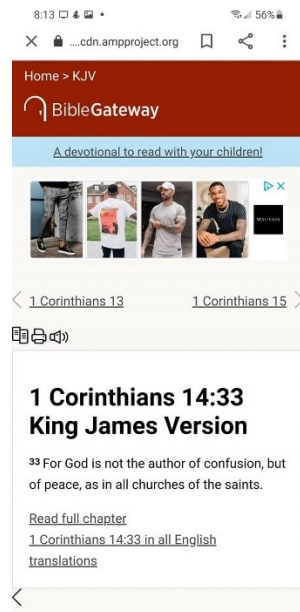 8:13
56%
....cdn.ampproject.org
Home > KJV
BibleGateway
A devotional to read with your children!
MAUVAIS
1 Corinthians 13
1 Corinthians 15
1 Corinthians 14:33
King James Version
33 For God is not the author of confusion, but
of peace, as in all churches of the saints.
Read full chapter
1 Corinthians 14:33 in all English
translations